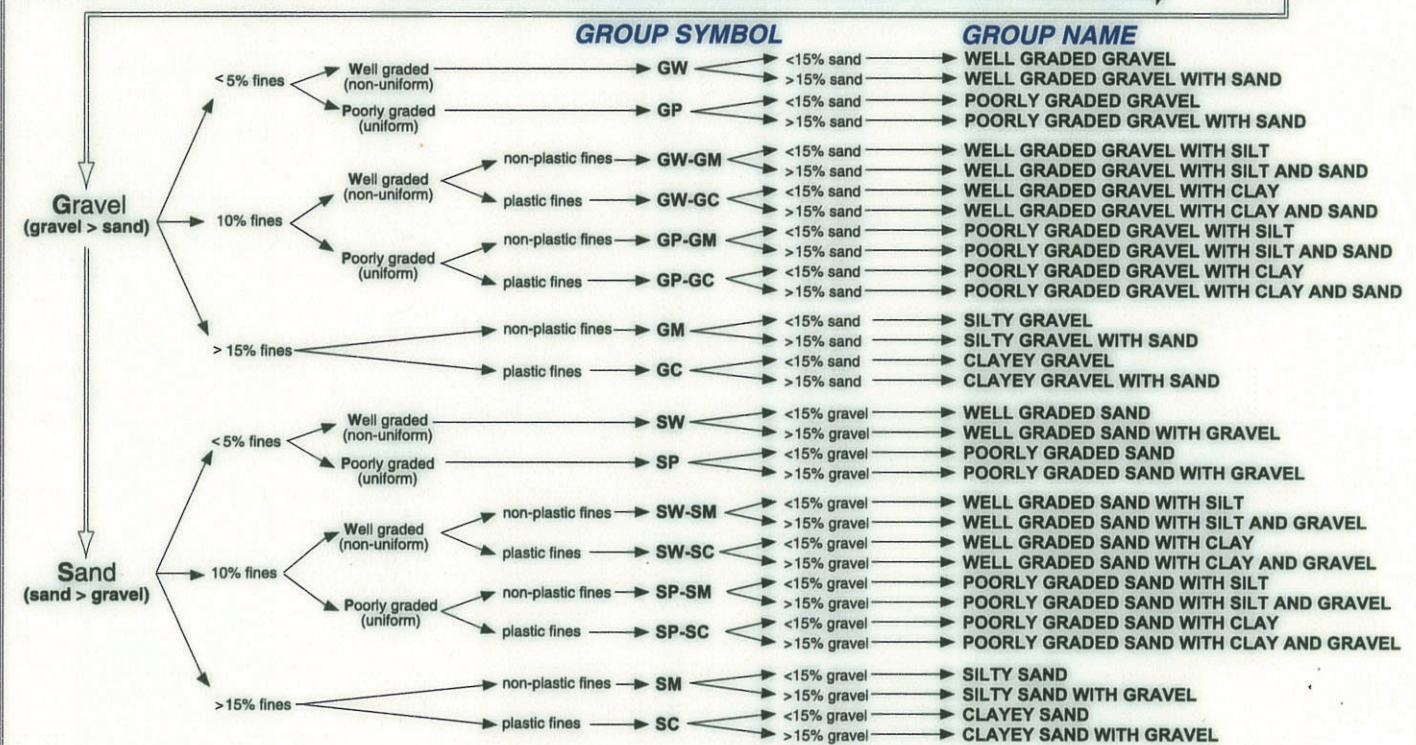 GROUP SYMBOL GROUP NAME
<5% fines Well graded (non-uniform) GW <15% sand WELL GRADED GRAVEL
>15% sand WELL GRADED GRAVEL WITH SAND
Poorly graded (uniform) GP <15% sand POORLY GRADED GRAVEL
>15% sand POORLY GRADED GRAVEL WITH SAND
Gravel
(gravel > sand)
10% fines Well graded (non-uniform) non-plastic fines GW-GM <15% sand WELL GRADED GRAVEL WITH SILT
>15% sand WELL GRADED GRAVEL WITH SILT AND SAND
plastic fines GW-GC <15% sand WELL GRADED GRAVEL WITH CLAY
>15% sand WELL GRADED GRAVEL WITH CLAY AND SAND
Poorly graded (uniform) non-plastic fines GP-GM <15% sand POORLY GRADED GRAVEL WITH SILT
>15% sand POORLY GRADED GRAVEL WITH SILT AND SAND
plastic fines GP-GC <15% sand POORLY GRADED GRAVEL WITH CLAY
>15% sand POORLY GRADED GRAVEL WITH CLAY AND SAND
> 15% fines non-plastic fines GM <15% sand SILTY GRAVEL
>15% sand SILTY GRAVEL WITH SAND
plastic fines GC <15% sand CLAYEY GRAVEL
>15% sand CLAYEY GRAVEL WITH SAND
<5% fines Well graded (non-uniform) SW <15% gravel WELL GRADED SAND
>15% gravel WELL GRADED SAND WITH GRAVEL
Poorly graded (uniform) SP <15% gravel POORLY GRADED SAND
>15% gravel POORLY GRADED SAND WITH GRAVEL
Sand
(sand > gravel)
10% fines Well graded (non-uniform) non-plastic fines SW-SM <15% gravel WELL GRADED SAND WITH SILT
>15% gravel WELL GRADED SAND WITH SILT AND GRAVEL
plastic fines SW-SC <15% gravel WELL GRADED SAND WITH CLAY
>15% gravel WELL GRADED SAND WITH CLAY AND GRAVEL
Poorly graded (uniform) non-plastic fines SP-SM <15% gravel POORLY GRADED SAND WITH SILT
>15% gravel POORLY GRADED SAND WITH SILT AND GRAVEL
plastic fines SP-SC <15% gravel POORLY GRADED SAND WITH CLAY
>15% gravel POORLY GRADED SAND WITH CLAY AND GRAVEL
>15% fines non-plastic fines SM <15% gravel SILTY SAND
>15% gravel SILTY SAND WITH GRAVEL
plastic fines SC <15% gravel CLAYEY SAND
>15% gravel CLAYEY SAND WITH GRAVEL